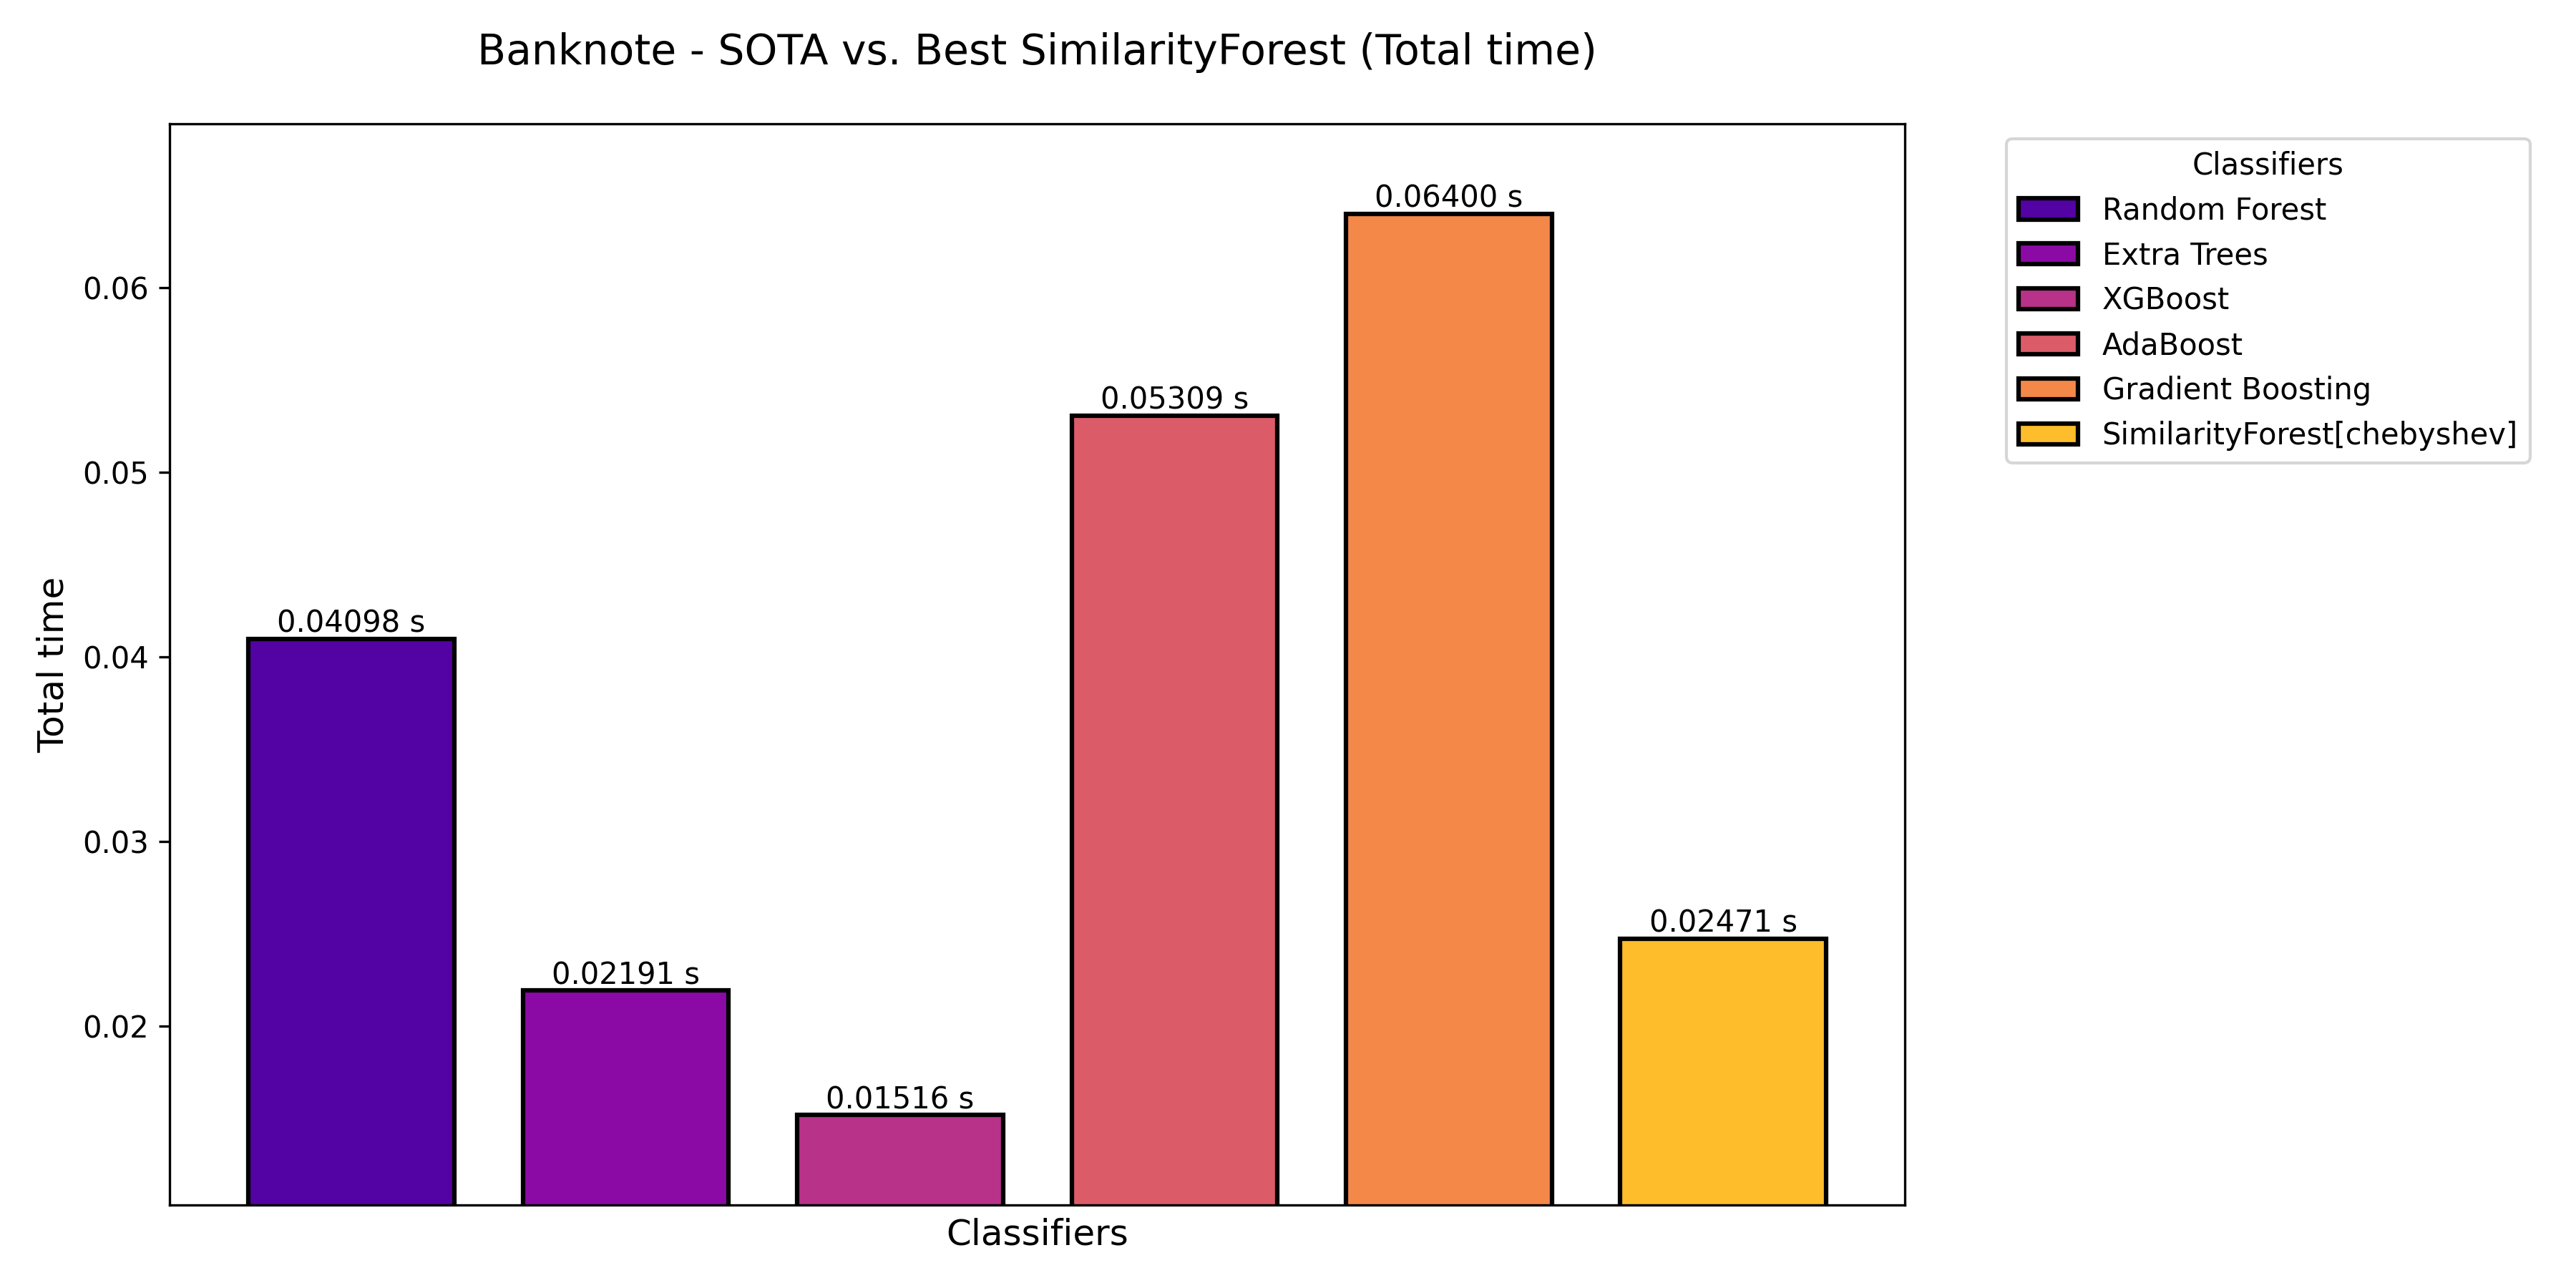 Banknote - SOTA vs. Best SimilarityForest (Total time)
Total time
0.06
0.05
0.04
0.03
0.02
0.04098 s
0.02191 s
0.01516 s
0.05309 s
0.06400 s
0.02471 s
Classifiers
Classifiers
Random Forest
Extra Trees
XGBoost
AdaBoost
Gradient Boosting
SimilarityForest[chebyshev]